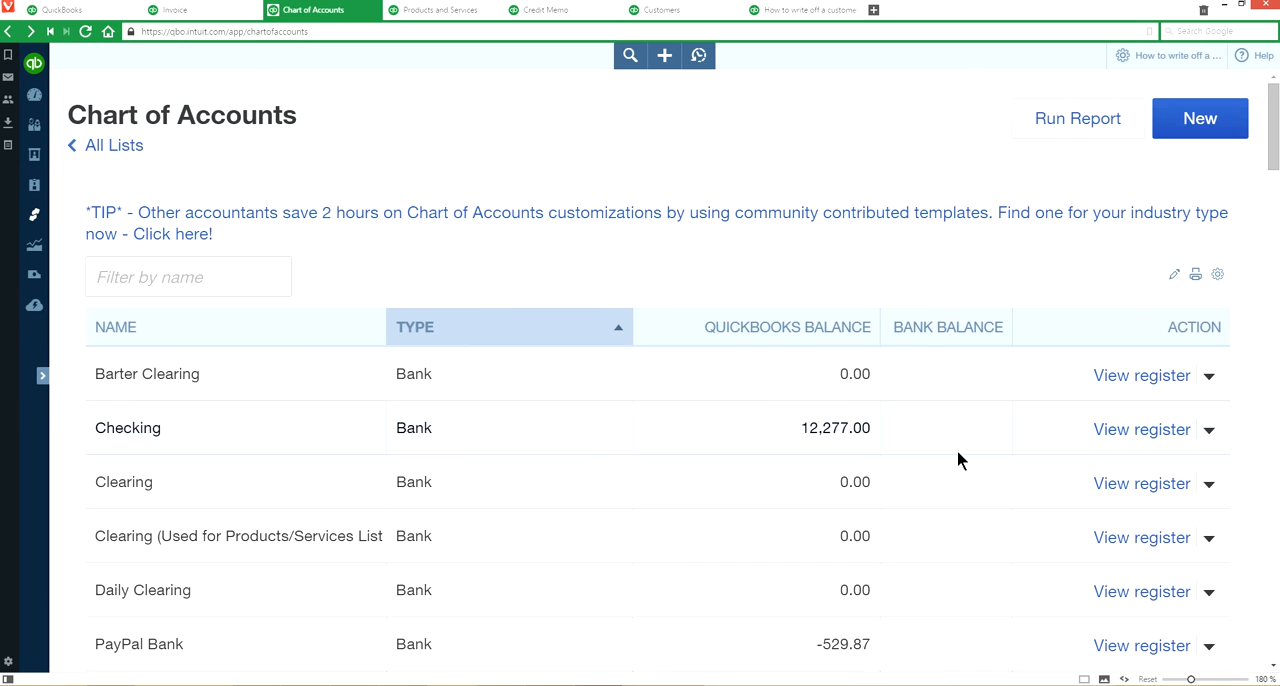 QuickBooks
Invoice
Chart of Accounts
Products and Services
Credit Memo
Customers
How to write off a custome
https://qbo.intuit.com/app/chartofaccounts
Search Google
qb
How to write off a ...
Help
Chart of Accounts
All Lists
Run Report
New
*TIP* - Other accountants save 2 hours on Chart of Accounts customizations by using community contributed templates. Find one for your industry type
now - Click here!
Filter by name
NAME TYPE QUICKBOOKS BALANCE BANK BALANCE ACTION
Barter Clearing Bank 0.00 View register
Checking Bank 12,277.00 View register
Clearing Bank 0.00 View register
Clearing (Used for Products/Services List Bank 0.00 View register
Daily Clearing Bank 0.00 View register
PayPal Bank Bank -529.87 View register
Reset 180 %